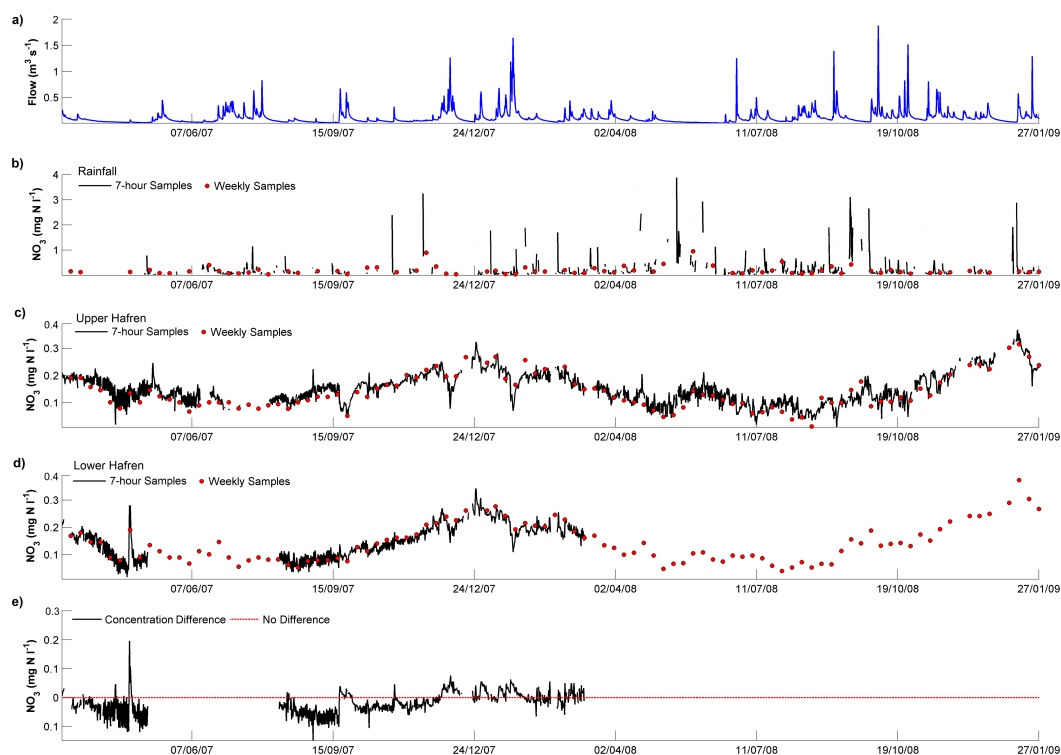 a)
Flow (m³ s⁻¹)
2
1.5
1
0.5
07/06/07 15/09/07 24/12/07 02/04/08 11/07/08 19/10/08 27/01/09
b)
Rainfall
7-hour Samples Weekly Samples
NO₃ (mg N l⁻¹)
4
3
2
1
07/06/07 15/09/07 24/12/07 02/04/08 11/07/08 19/10/08 27/01/09
c)
Upper Hafren
7-hour Samples Weekly Samples
NO₃ (mg N l⁻¹)
0.4
0.3
0.2
0.1
07/06/07 15/09/07 24/12/07 02/04/08 11/07/08 19/10/08 27/01/09
d)
Lower Hafren
7-hour Samples Weekly Samples
NO₃ (mg N l⁻¹)
0.4
0.3
0.2
0.1
07/06/07 15/09/07 24/12/07 02/04/08 11/07/08 19/10/08 27/01/09
e)
Concentration Difference No Difference
NO₃ (mg N l⁻¹)
0.3
0.2
0.1
0
0.1
07/06/07 15/09/07 24/12/07 02/04/08 11/07/08 19/10/08 27/01/09